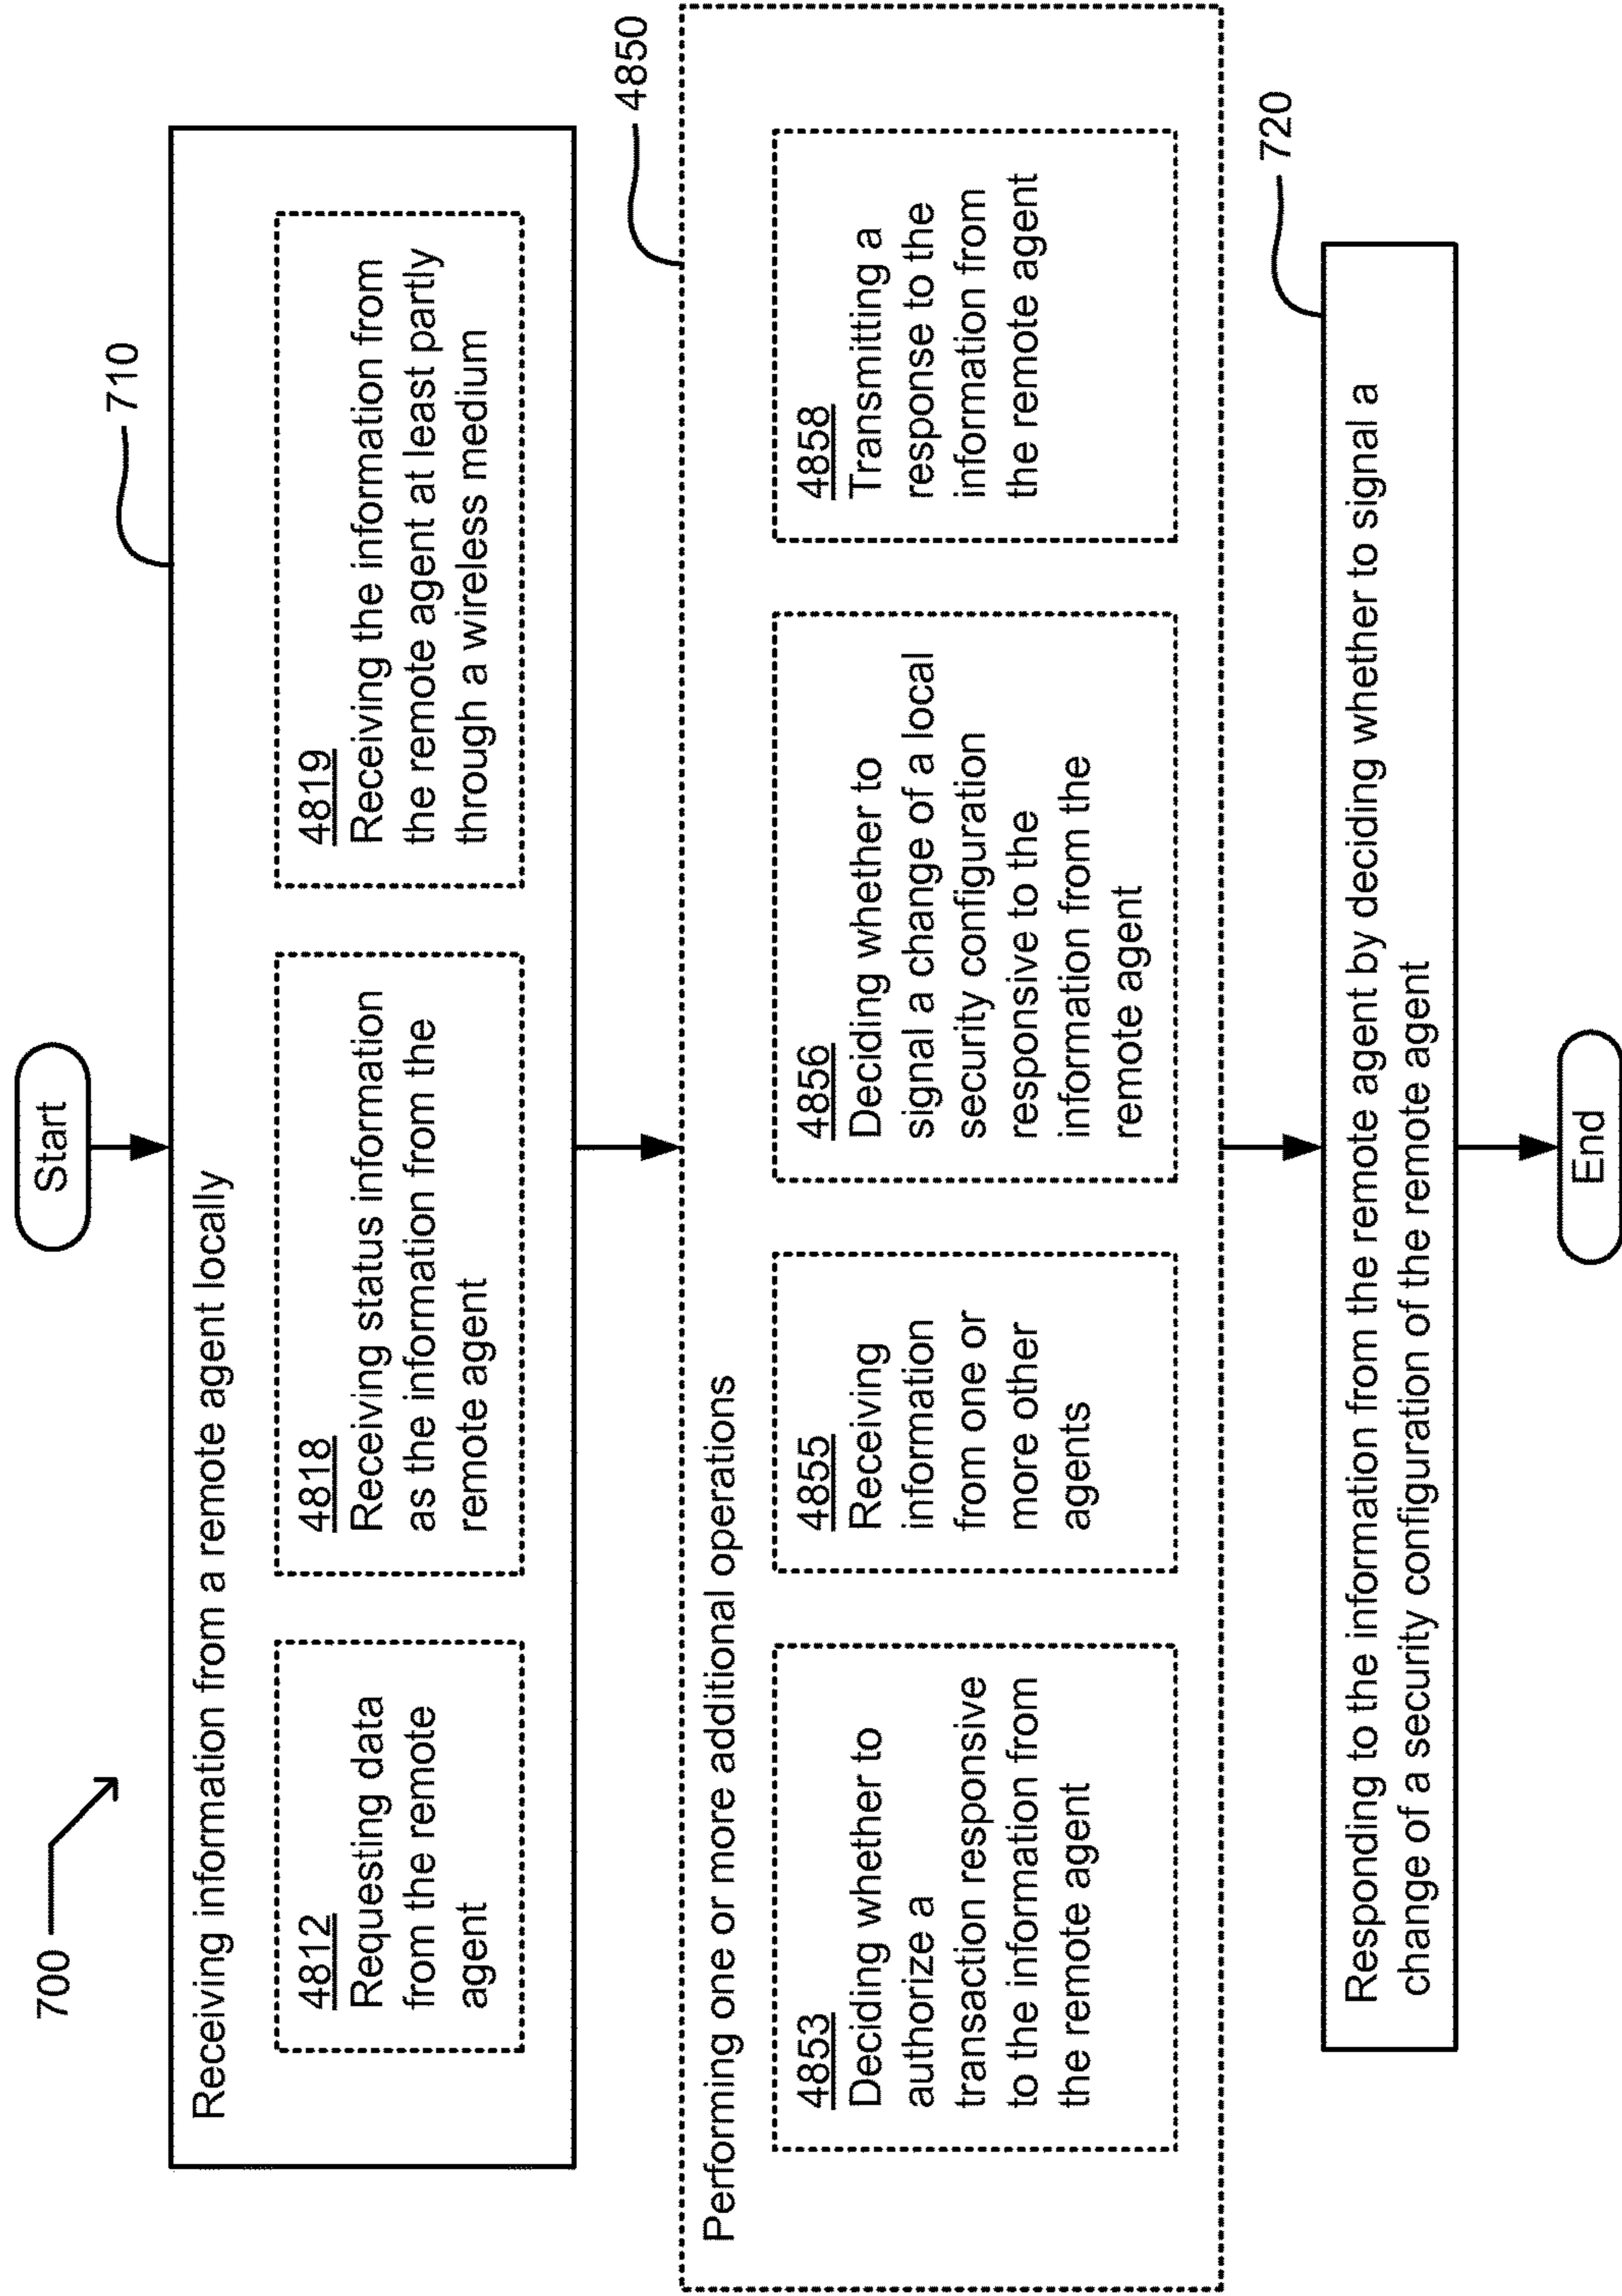 700
Start
710
Receiving information from a remote agent locally
4812
Requesting data
from the remote
agent
4818
Receiving status information
as the information from the
remote agent
4819
Receiving the information from
the remote agent at least partly
through a wireless medium
4850
Performing one or more additional operations
4853
Deciding whether to
authorize a
transaction responsive
to the information from
the remote agent
4855
Receiving
information
from one or
more other
agents
4856
Deciding whether to
signal a change of a local
security configuration
responsive to the
information from the
remote agent
4858
Transmitting a
response to the
information from
the remote agent
720
Responding to the information from the remote agent by deciding whether to signal a
change of a security configuration of the remote agent
End